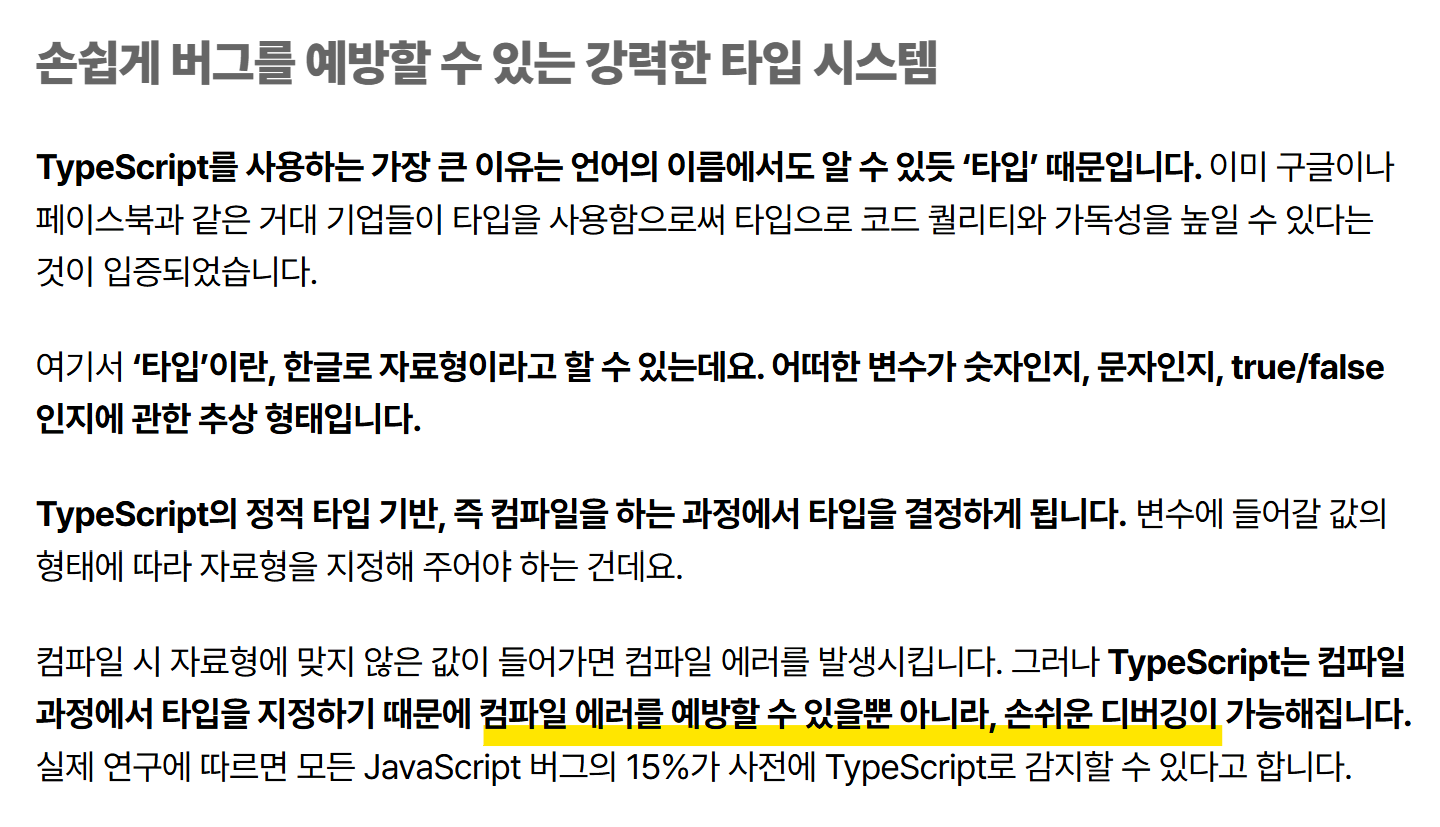 손쉽게 버그를 예방할 수 있는 강력한 타입 시스템
TypeScript를 사용하는 가장 큰 이유는 언어의 이름에서도 알 수 있듯 ‘타입’ 때문입니다. 이미 구글이나
페이스북과 같은 거대 기업들이 타입을 사용함으로써 타입으로 코드 퀄리티와 가독성을 높일 수 있다는
것이 입증되었습니다.
여기서 ‘타입’이란, 한글로 자료형이라고 할 수 있는데요. 어떠한 변수가 숫자인지, 문자인지, true/false
인지에 관한 추상 형태입니다.
TypeScript의 정적 타입 기반, 즉 컴파일을 하는 과정에서 타입을 결정하게 됩니다. 변수에 들어갈 값의
형태에 따라 자료형을 지정해 주어야 하는 건데요.
컴파일 시 자료형에 맞지 않은 값이 들어가면 컴파일 에러를 발생시킵니다. 그러나 TypeScript는 컴파일
과정에서 타입을 지정하기 때문에 컴파일 에러를 예방할 수 있을뿐 아니라, 손쉬운 디버깅이 가능해집니다.
실제 연구에 따르면 모든 JavaScript 버그의 15%가 사전에 TypeScript로 감지할 수 있다고 합니다.